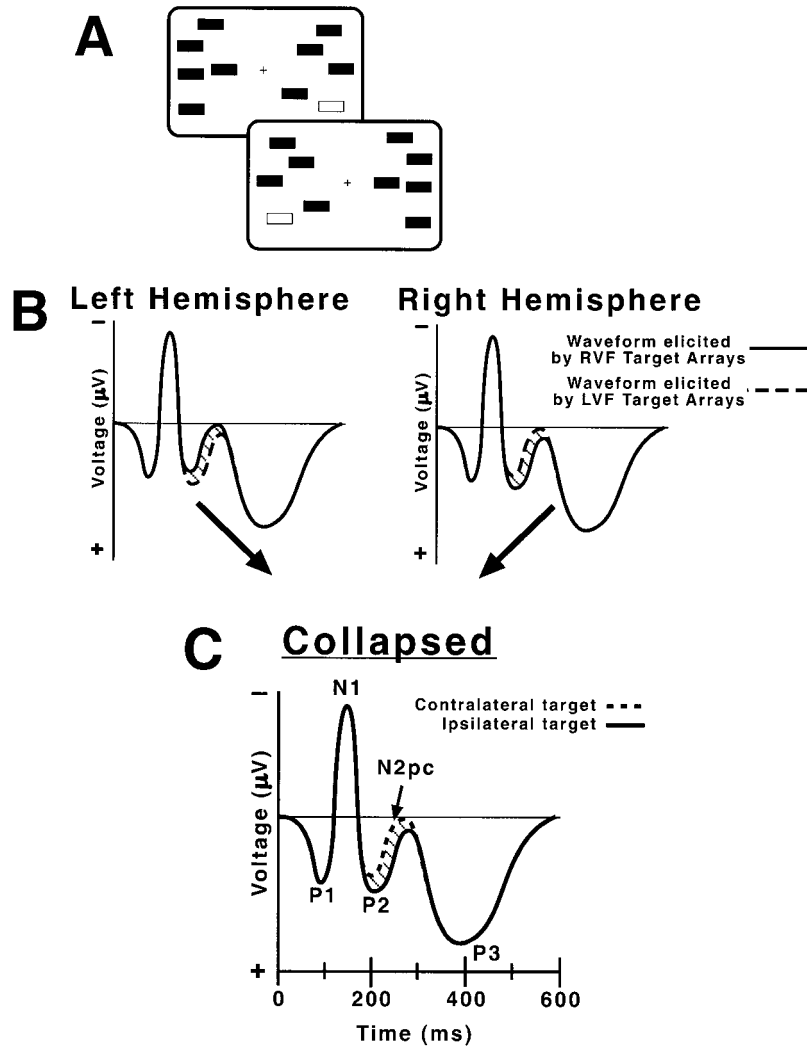 A
B
Left Hemisphere
Right Hemisphere
Waveform elicited
by RVF Target Arrays
Waveform elicited
by LVF Target Arrays
−
Voltage (µV)
+
−
Voltage (µV)
+
C
Collapsed
−
N1
Contralateral target
Ipsilateral target
N2pc
Voltage (µV)
P1
P2
P3
+
0
200
400
600
Time (ms)